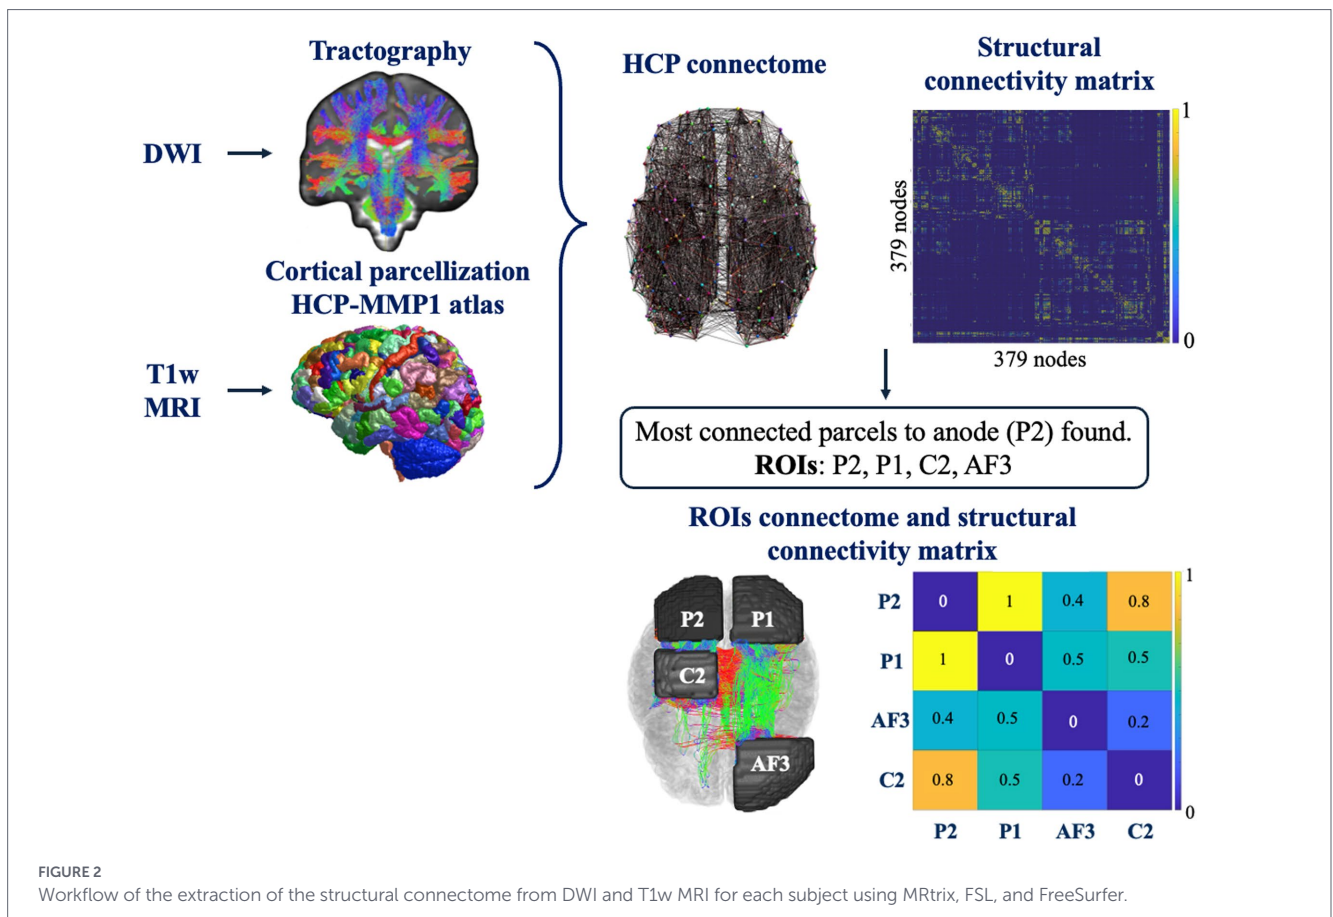 Tractography
DWI
Cortical parcellization
HCP-MMP1 atlas
T1w
MRI
HCP connectome
Structural
connectivity matrix
1
379 nodes
0
379 nodes
Most connected parcels to anode (P2) found.
ROIs: P2, P1, C2, AF3
ROIs connectome and structural
connectivity matrix
P2 P1
C2
AF3
1
P2 0 1 0.4 0.8
P1 1 0 0.5 0.5
AF3 0.4 0.5 0 0.2
C2 0.8 0.5 0.2 0
0
P2 P1 AF3 C2
FIGURE 2
Workflow of the extraction of the structural connectome from DWI and T1w MRI for each subject using MRtrix, FSL, and FreeSurfer.